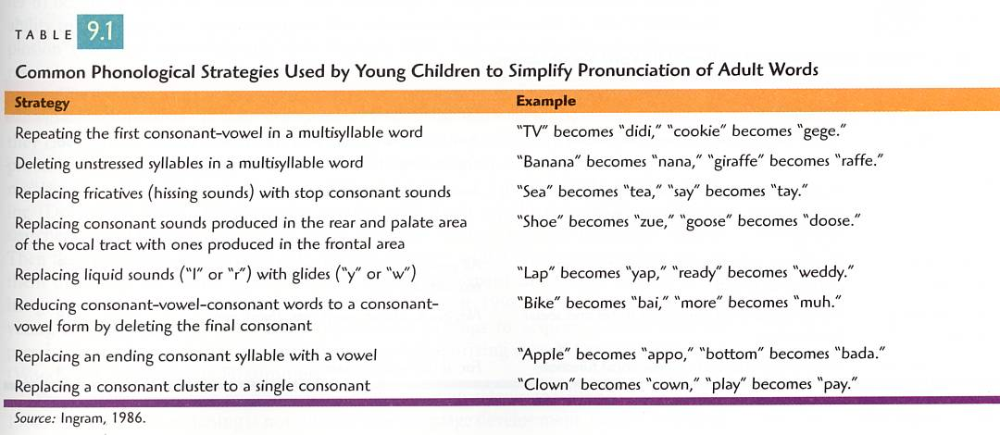 TABLE 9.1
Common Phonological Strategies Used by Young Children to Simplify Pronunciation of Adult Words
Strategy Example
Repeating the first consonant-vowel in a multisyllable word "TV" becomes "didi," "cookie" becomes "gege."
Deleting unstressed syllables in a multisyllable word "Banana" becomes "nana," "giraffe" becomes "raffe."
Replacing fricatives (hissing sounds) with stop consonant sounds "Sea" becomes "tea," "say" becomes "tay."
Replacing consonant sounds produced in the rear and palate area "Shoe" becomes "zue," "goose" becomes "doose."
of the vocal tract with ones produced in the frontal area
Replacing liquid sounds ("l" or "r") with glides ("y" or "w") "Lap" becomes "yap," "ready" becomes "weddy."
Reducing consonant-vowel-consonant words to a consonant- "Bike" becomes "bai," "more" becomes "muh."
vowel form by deleting the final consonant
Replacing an ending consonant syllable with a vowel "Apple" becomes "appo," "bottom" becomes "bada."
Replacing a consonant cluster to a single consonant "Clown" becomes "cown," "play" becomes "pay."
Source: Ingram, 1986.